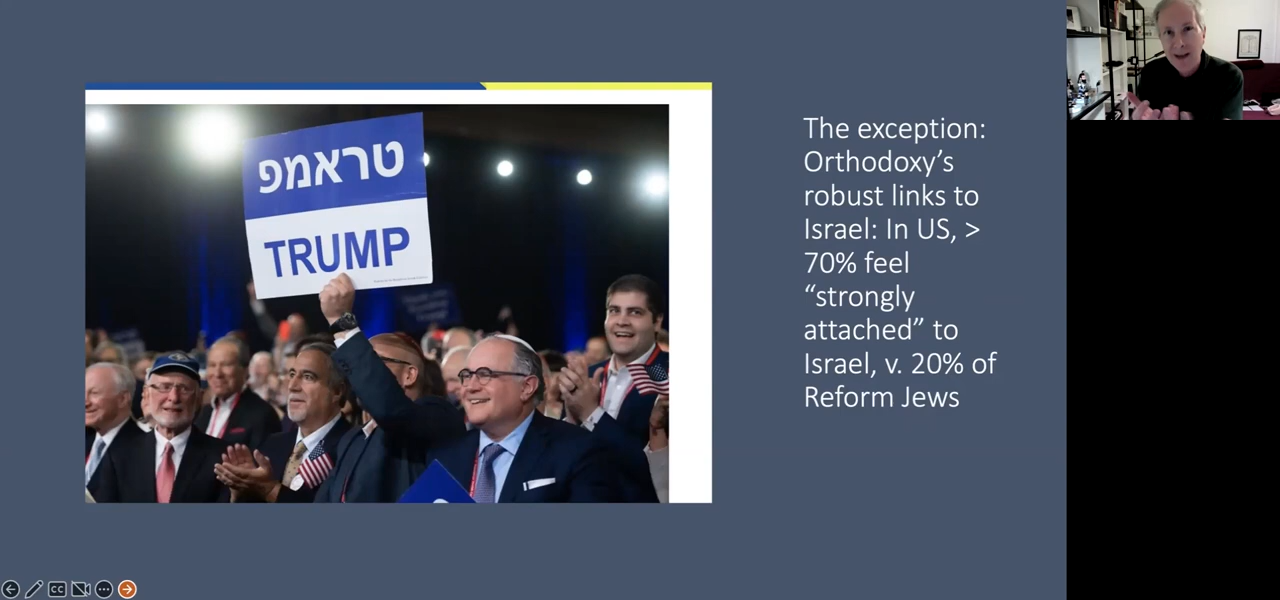 טראמפ
TRUMP
The exception:
Orthodoxy’s
robust links to
Israel: In US, >
70% feel
“strongly
attached” to
Israel, v. 20% of
Reform Jews
CC